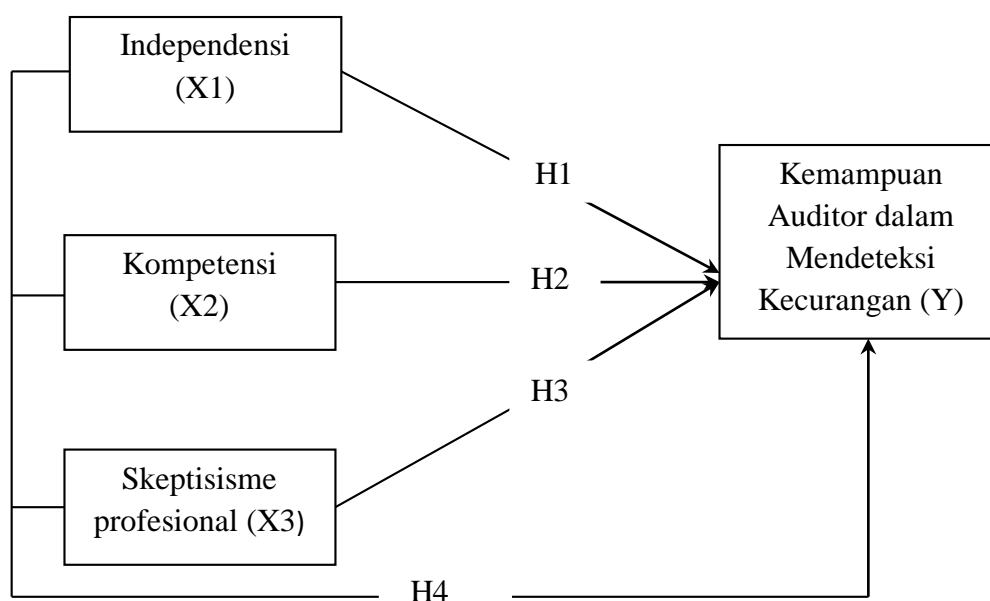 Independensi
(X1)
H1
Kemampuan
Auditor dalam
Mendeteksi
Kecurangan (Y)
Kompetensi
(X2)
H2
H3
Skeptisisme
profesional (X3)
H4